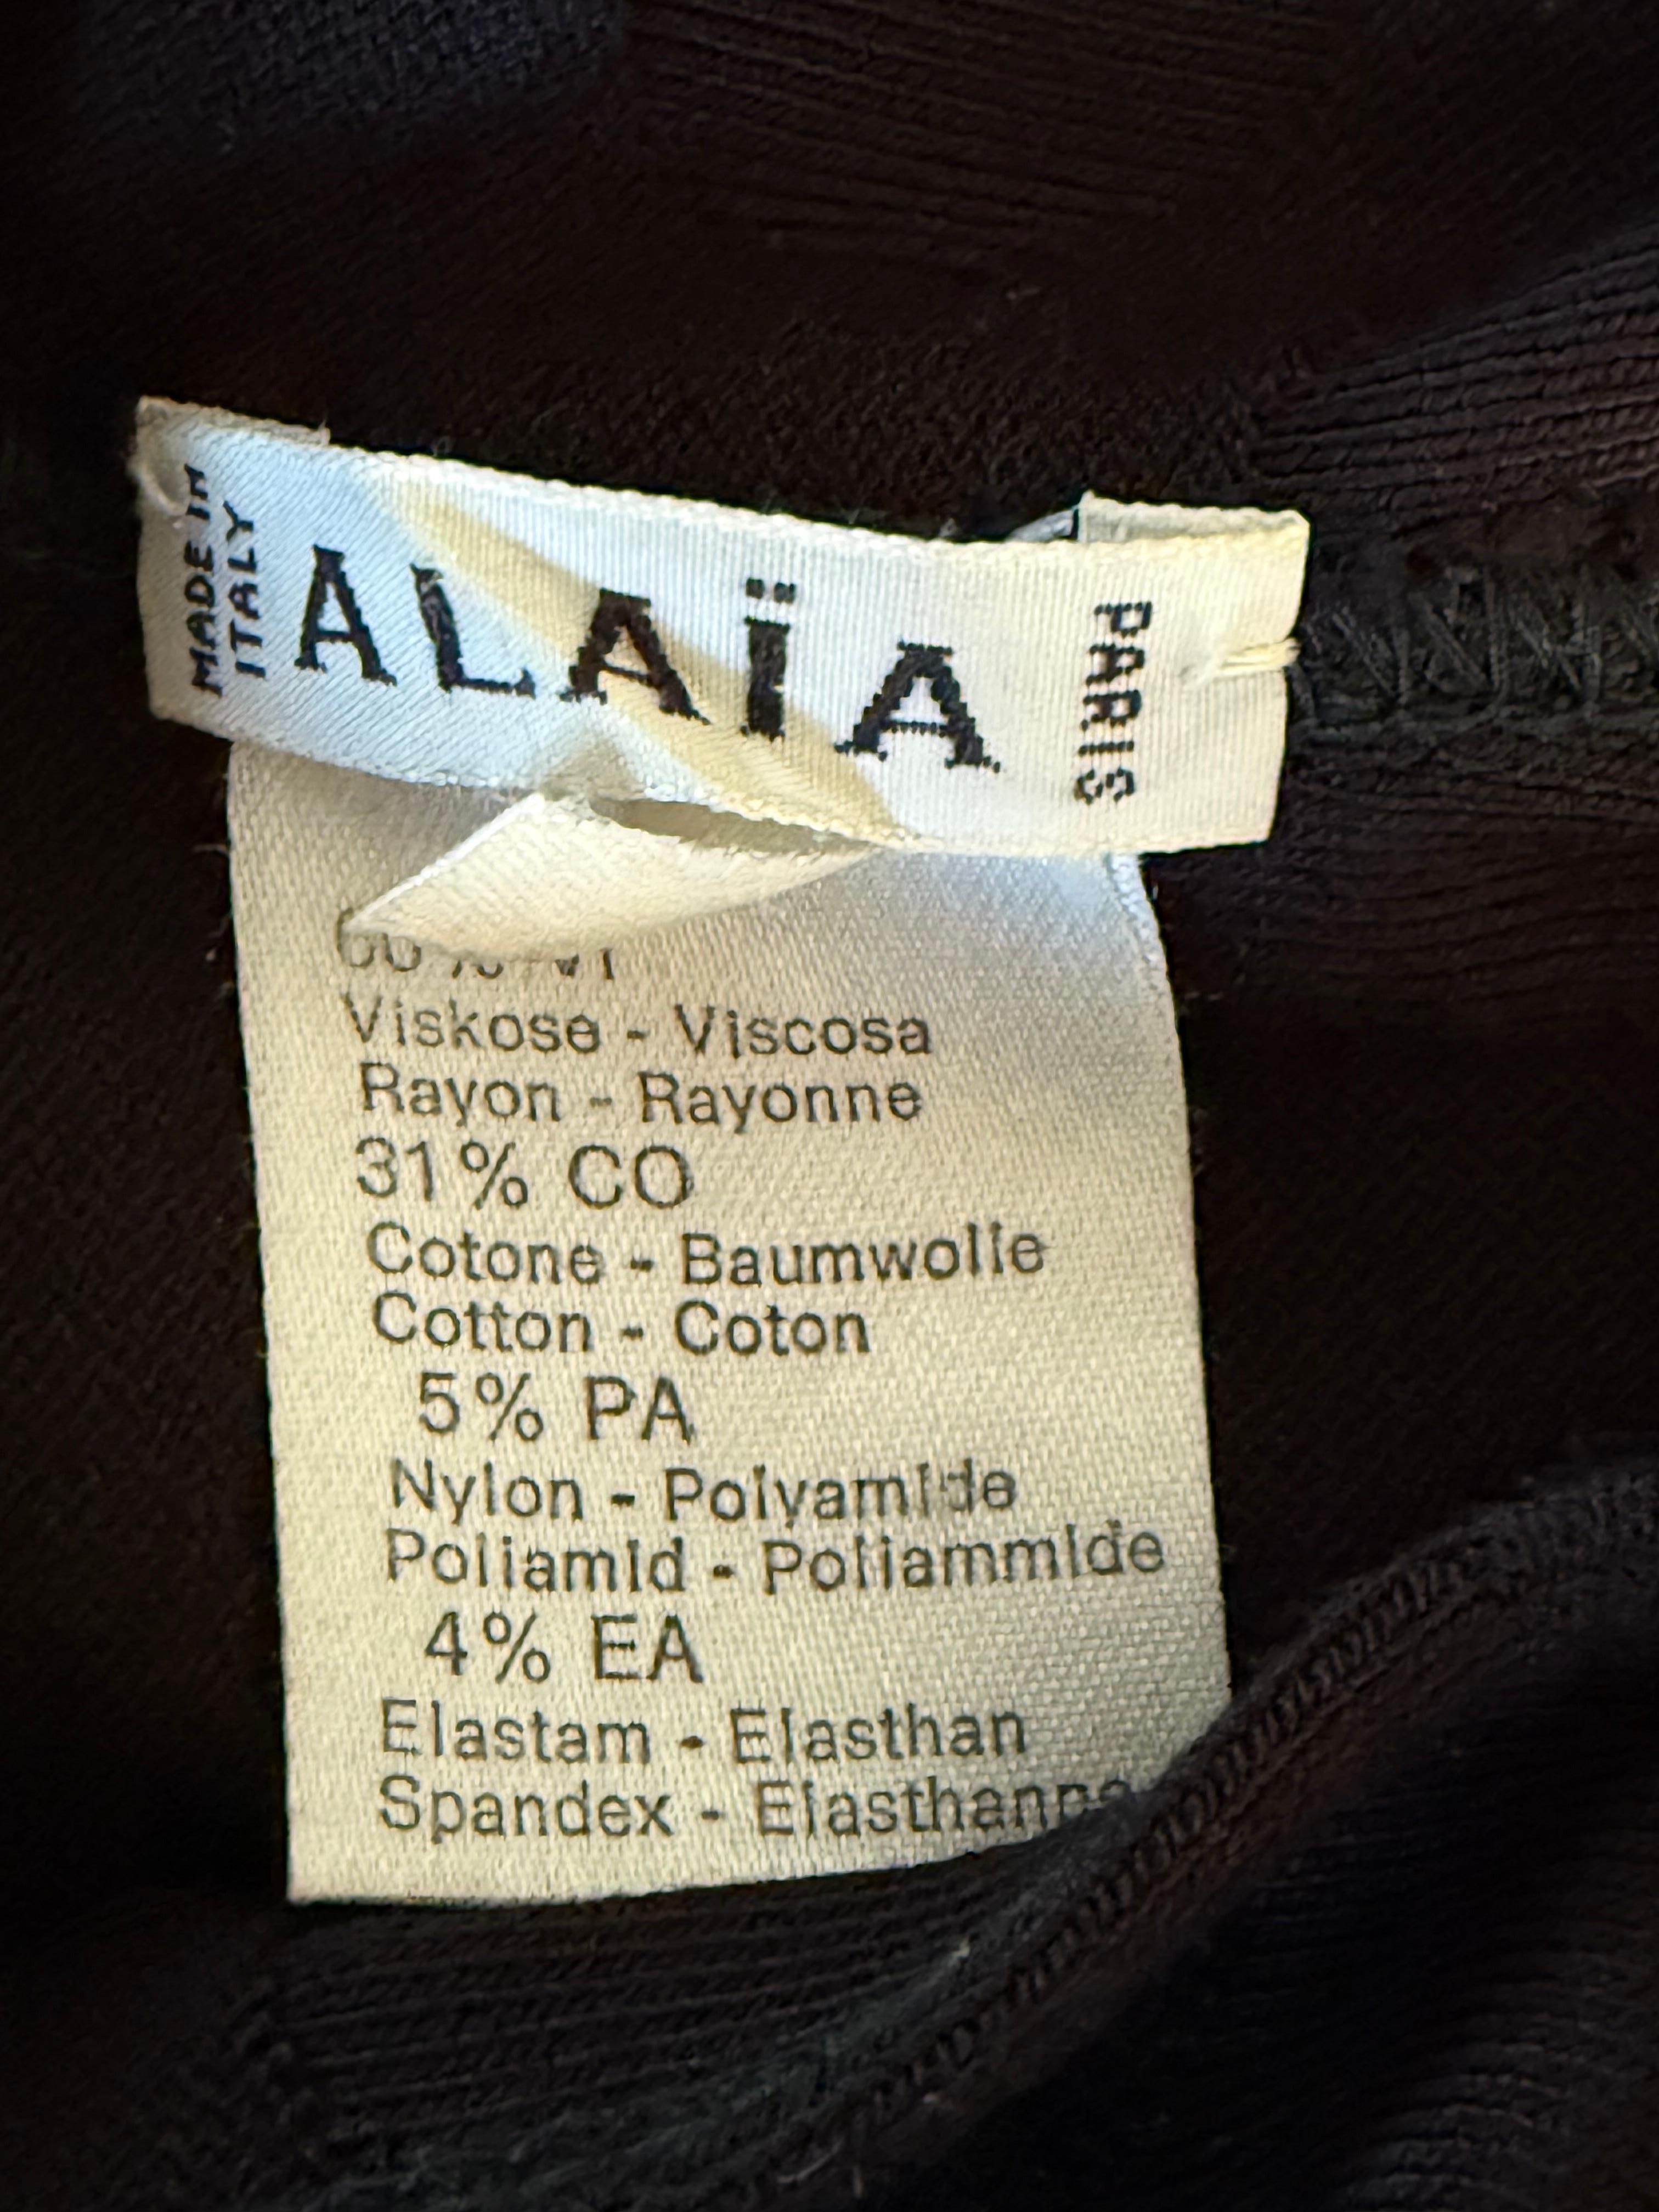 MADE IN
ITALY
ALAÏA
PARIS
Viskose - Viscosa
Rayon - Rayonne
31% CO
Cotone - Baumwolle
Cotton - Coton
5% PA
Nylon - Polyamide
Poliamid - Poliammide
4% EA
Elastam - Elasthan
Spandex - Elasthanne